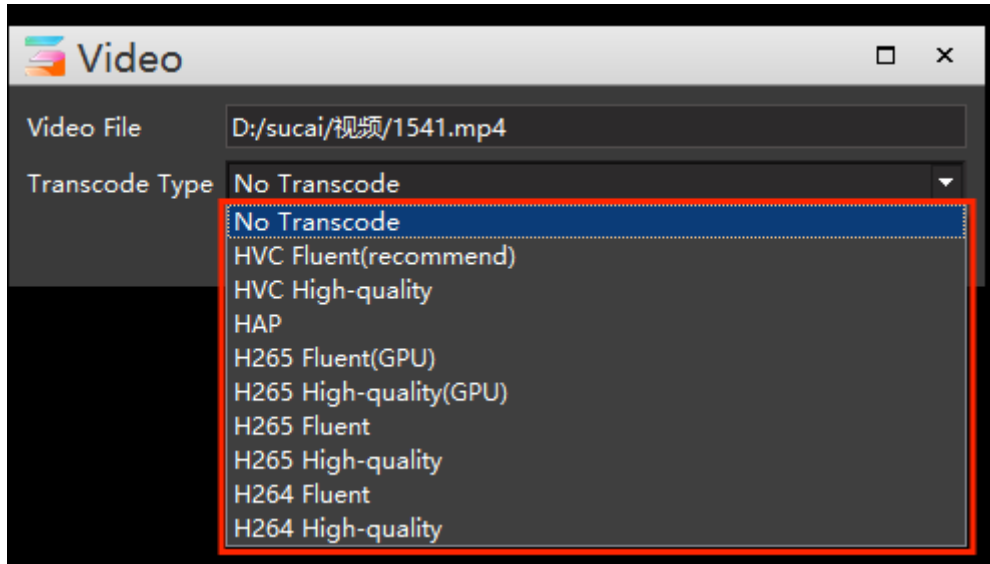 Video
Video File D:/sucai/视频/1541.mp4
Transcode Type No Transcode
No Transcode
HVC Fluent(recommend)
HVC High-quality
HAP
H265 Fluent(GPU)
H265 High-quality(GPU)
H265 Fluent
H265 High-quality
H264 Fluent
H264 High-quality